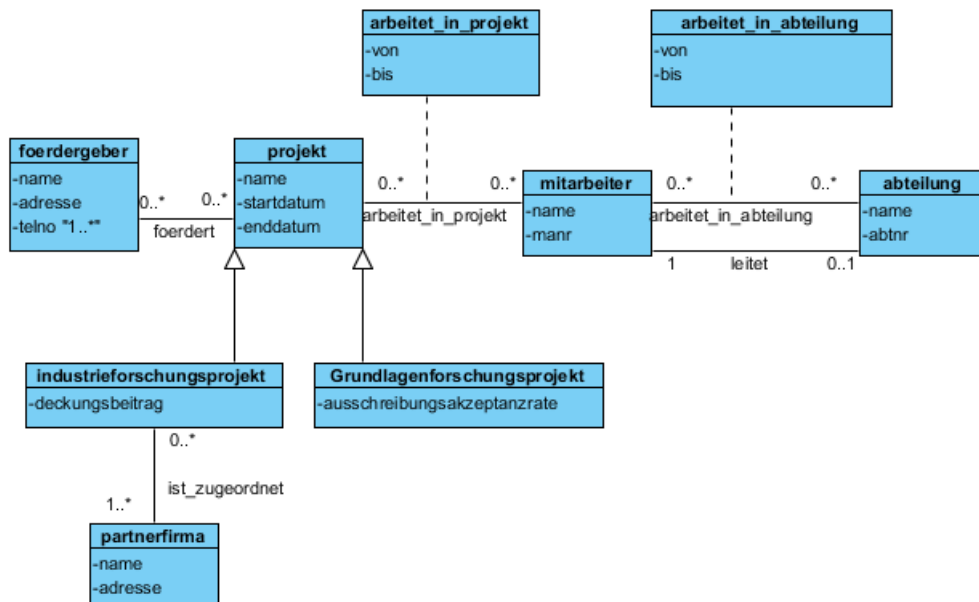 arbeitet_in_projekt
-von
-bis
arbeitet_in_abteilung
-von
-bis
foerdergeber
-name
-adresse
-telno "1..*"
0..*
0..*
foerdert
projekt
-name
-startdatum
-enddatum
0..*
0..*
arbeitet_in_projekt
mitarbeiter
-name
-manr
0..*
0..*
arbeitet_in_abteilung
1
leitet
0..1
abteilung
-name
-abtnr
industrieforschungsprojekt
-deckungsbeitrag
Grundlagenforschungsprojekt
-ausschreibungsakzeptanzrate
0..*
ist_zugeordnet
1..*
partnerfirma
-name
-adresse